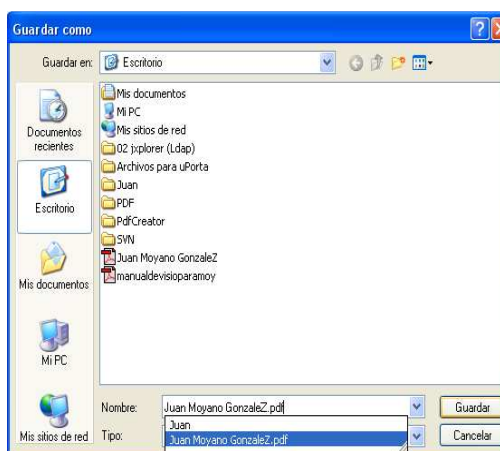 Guardar como
Guardar en: Escritorio
Documentos
recientes
Escritorio
Mis documentos
Mi PC
Mis sitios de red
Mis documentos
Mi PC
Mis sitios de red
02 jxplorer (Ldap)
Archivos para uPorta
Juan
PDF
PdfCreator
SVN
Juan Moyano GonzaleZ
manualdevisioparamoy
Nombre: Juan Moyano GonzaleZ.pdf Guardar
Juan
Tipo: Juan Moyano GonzaleZ.pdf Cancelar